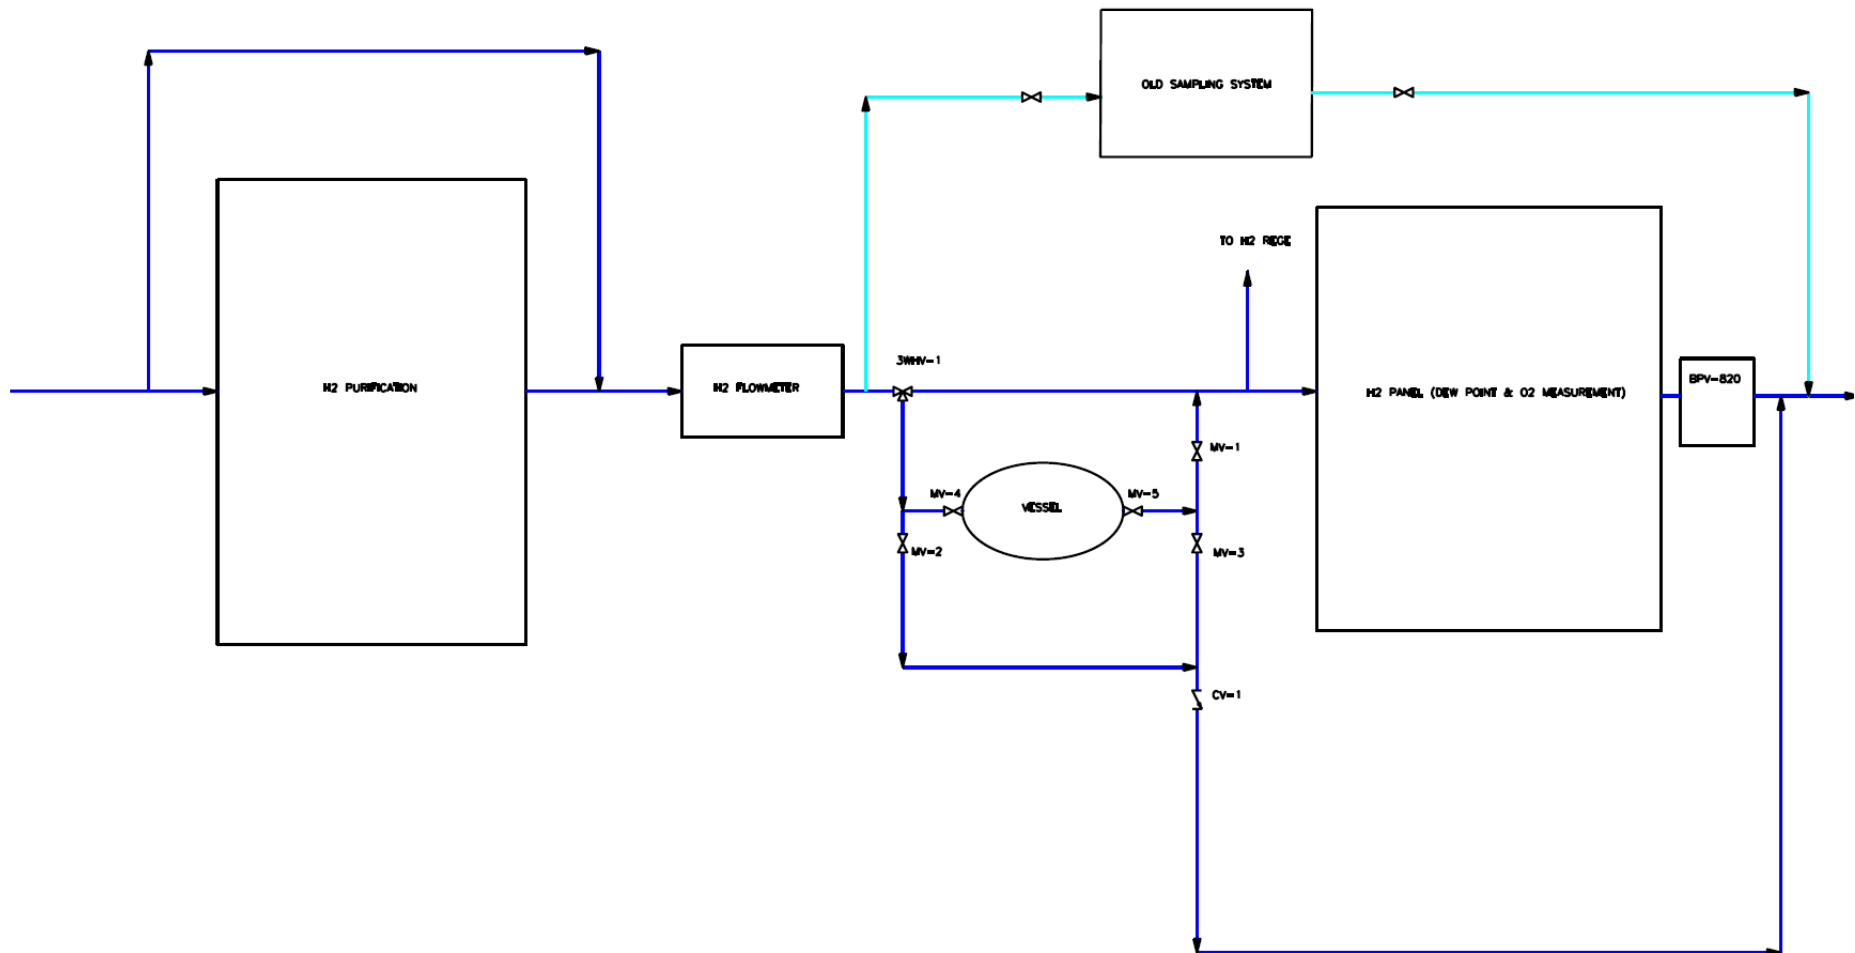 OLD SAMPLING SYSTEM
TO H2 REGE
3WHV-1
H2 PURIFICATION
H2 FLOWMETER
H2 PANEL (DEW POINT & O2 MEASUREMENT)
BPV-820
MV-1
MV-4
MV-5
VESSEL
MV-2
MV-3
CV-1